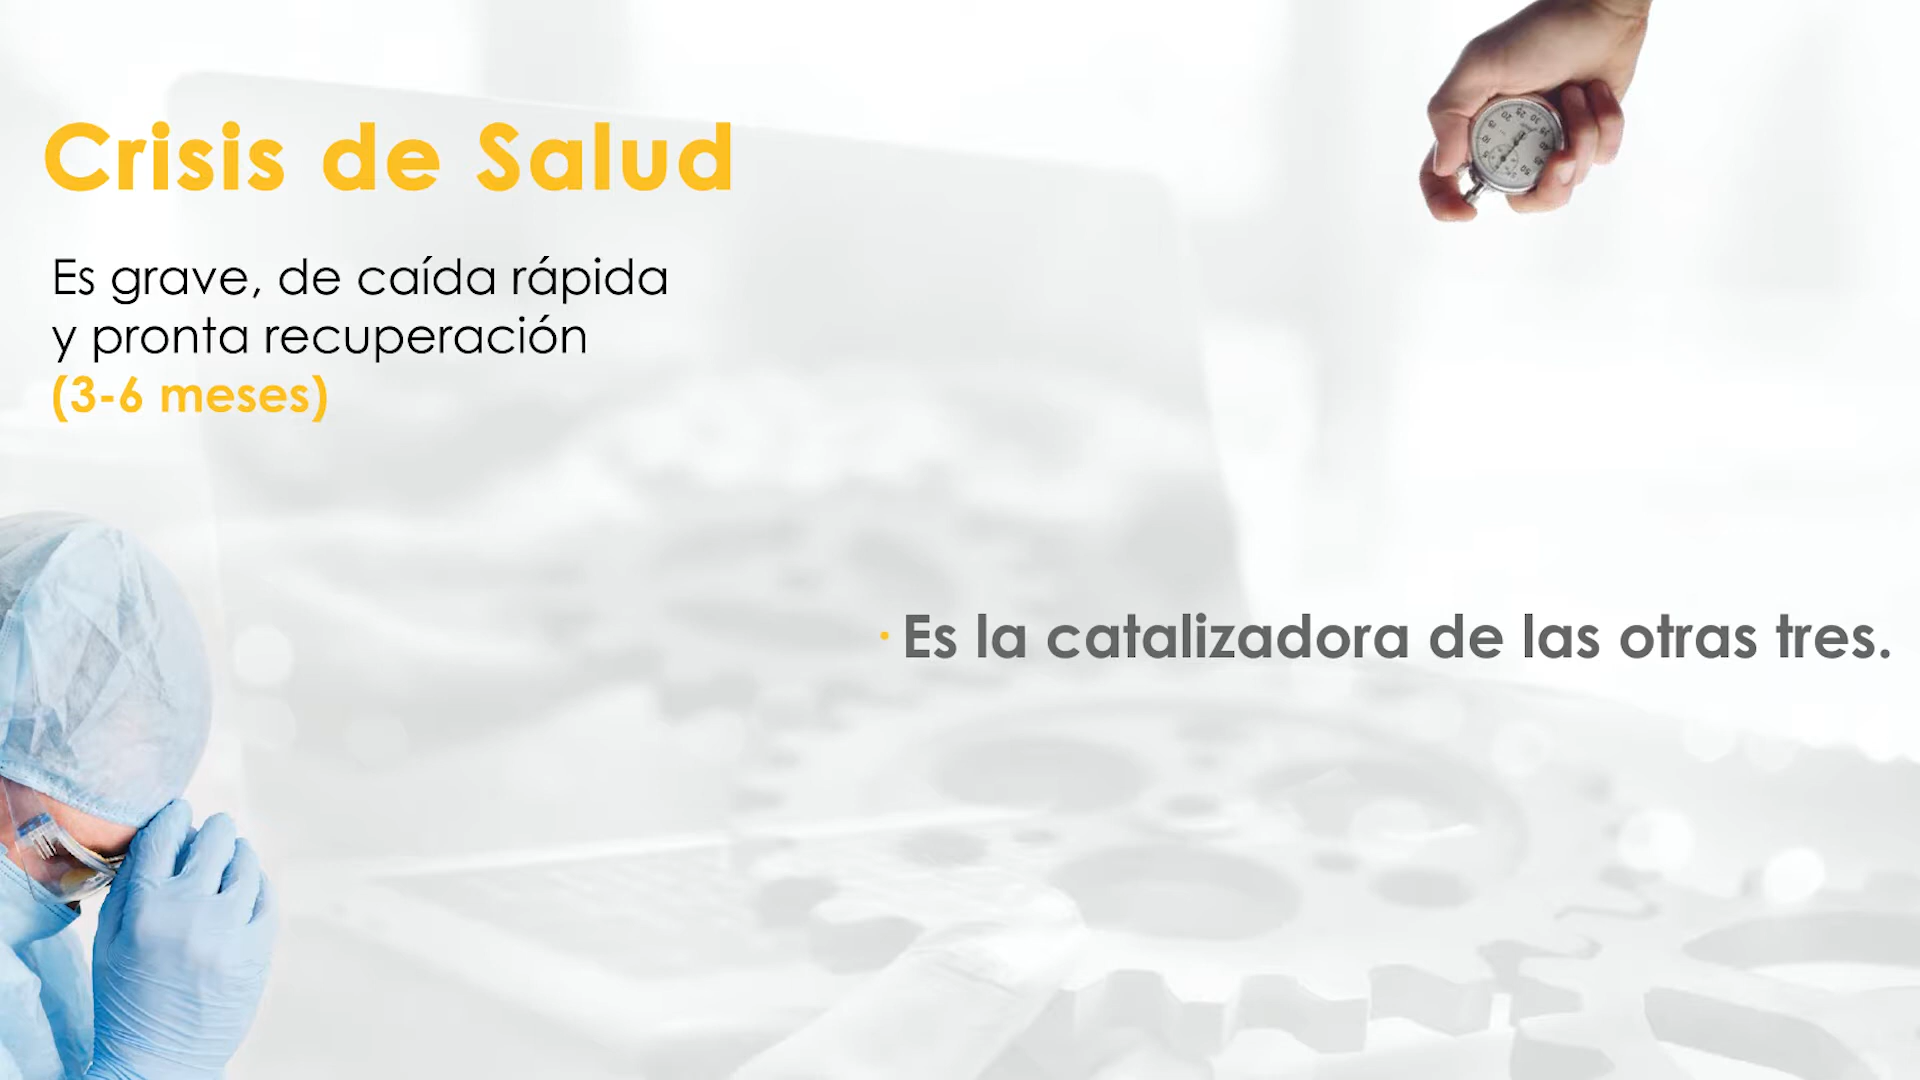 Crisis de Salud
Es grave, de caída rápida
y pronta recuperación
(3-6 meses)
· Es la catalizadora de las otras tres.